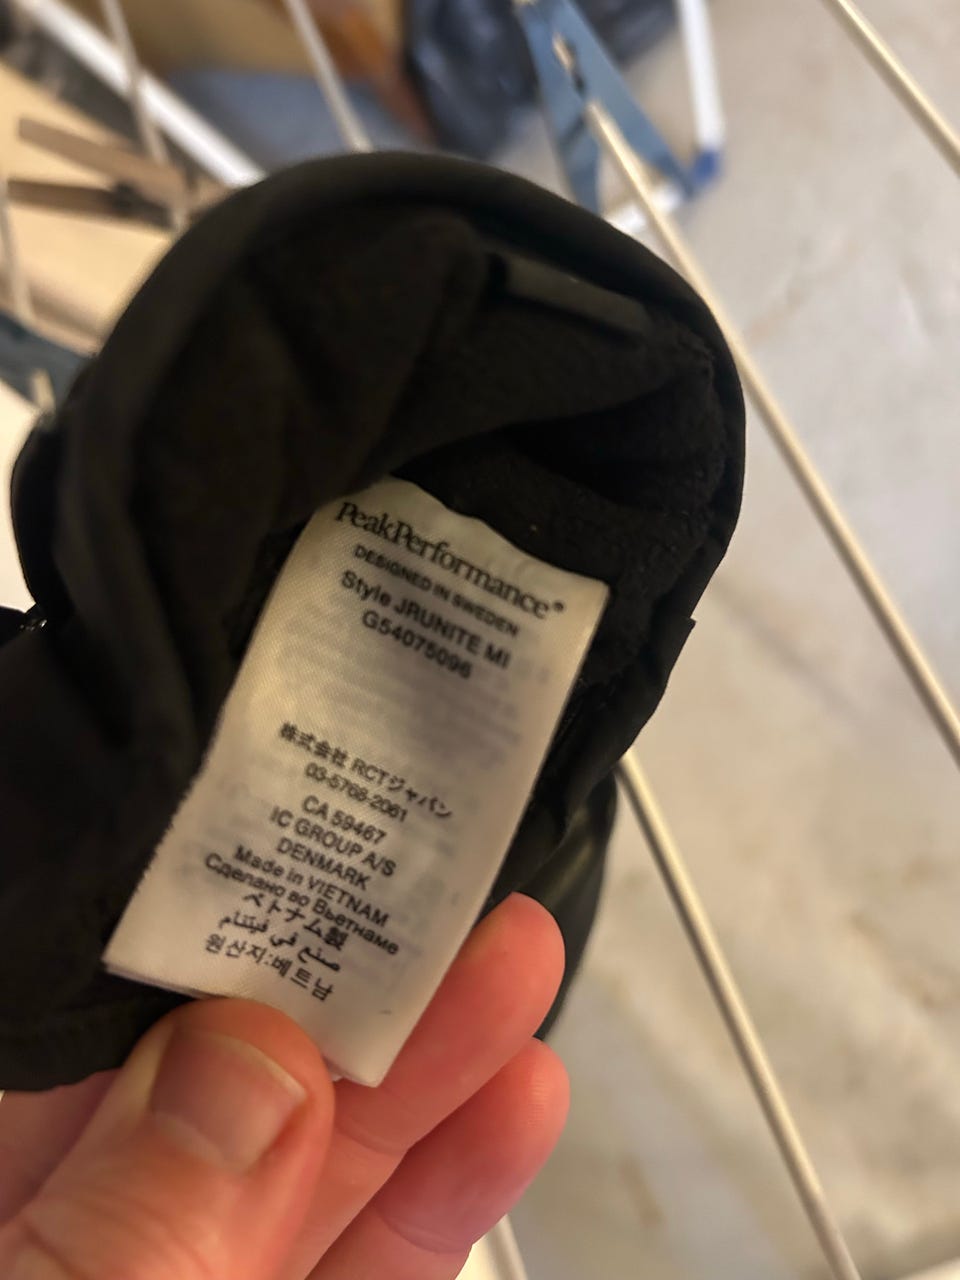 PeakPerformance®
DESIGNED IN SWEDEN
Style JRUNITE MI
G54075096
株式会社 RCTジャパン
03-5768-2061
CA 59467
IC GROUP A/S
DENMARK
Made in VIETNAM
Сделано во Вьетнаме
ベトナム製
صنع في فيتنام
원산지:베트남